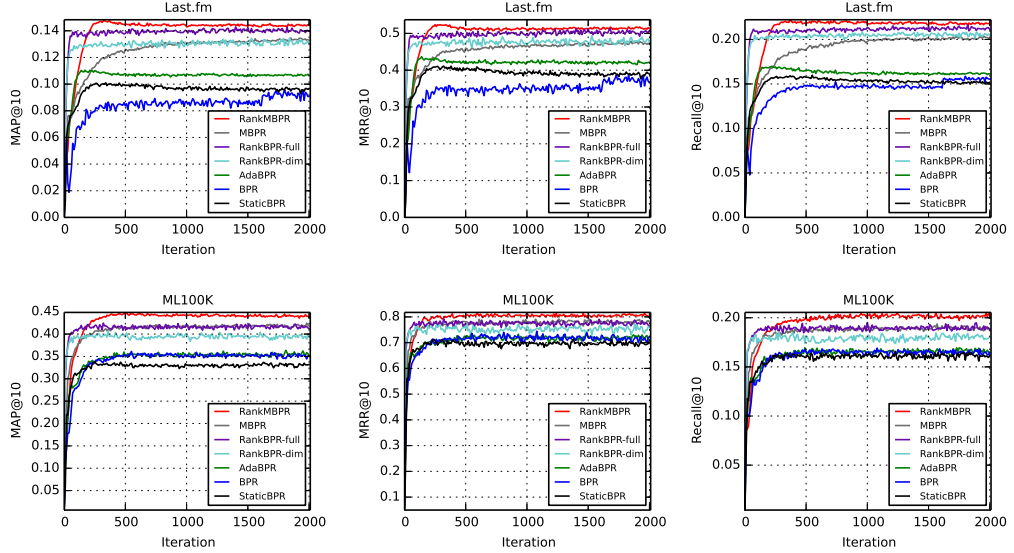 Last.fm
MAP@10
0.14
0.12
0.10
0.08
0.06
0.04
0.02
0.00
RankMBPR
MBPR
RankBPR-full
RankBPR-dim
AdaBPR
BPR
StaticBPR
0 500 1000 1500 2000
Iteration
Last.fm
MRR@10
0.5
0.4
0.3
0.2
0.1
0.0
RankMBPR
MBPR
RankBPR-full
RankBPR-dim
AdaBPR
BPR
StaticBPR
0 500 1000 1500 2000
Iteration
Last.fm
Recall@10
0.20
0.15
0.10
0.05
0.00
RankMBPR
MBPR
RankBPR-full
RankBPR-dim
AdaBPR
BPR
StaticBPR
0 500 1000 1500 2000
Iteration
ML100K
MAP@10
0.45
0.40
0.35
0.30
0.25
0.20
0.15
0.10
0.05
RankMBPR
MBPR
RankBPR-full
RankBPR-dim
AdaBPR
BPR
StaticBPR
0 500 1000 1500 2000
Iteration
ML100K
MRR@10
0.8
0.7
0.6
0.5
0.4
0.3
0.2
0.1
RankMBPR
MBPR
RankBPR-full
RankBPR-dim
AdaBPR
BPR
StaticBPR
0 500 1000 1500 2000
Iteration
ML100K
Recall@10
0.20
0.15
0.10
0.05
RankMBPR
MBPR
RankBPR-full
RankBPR-dim
AdaBPR
BPR
StaticBPR
0 500 1000 1500 2000
Iteration